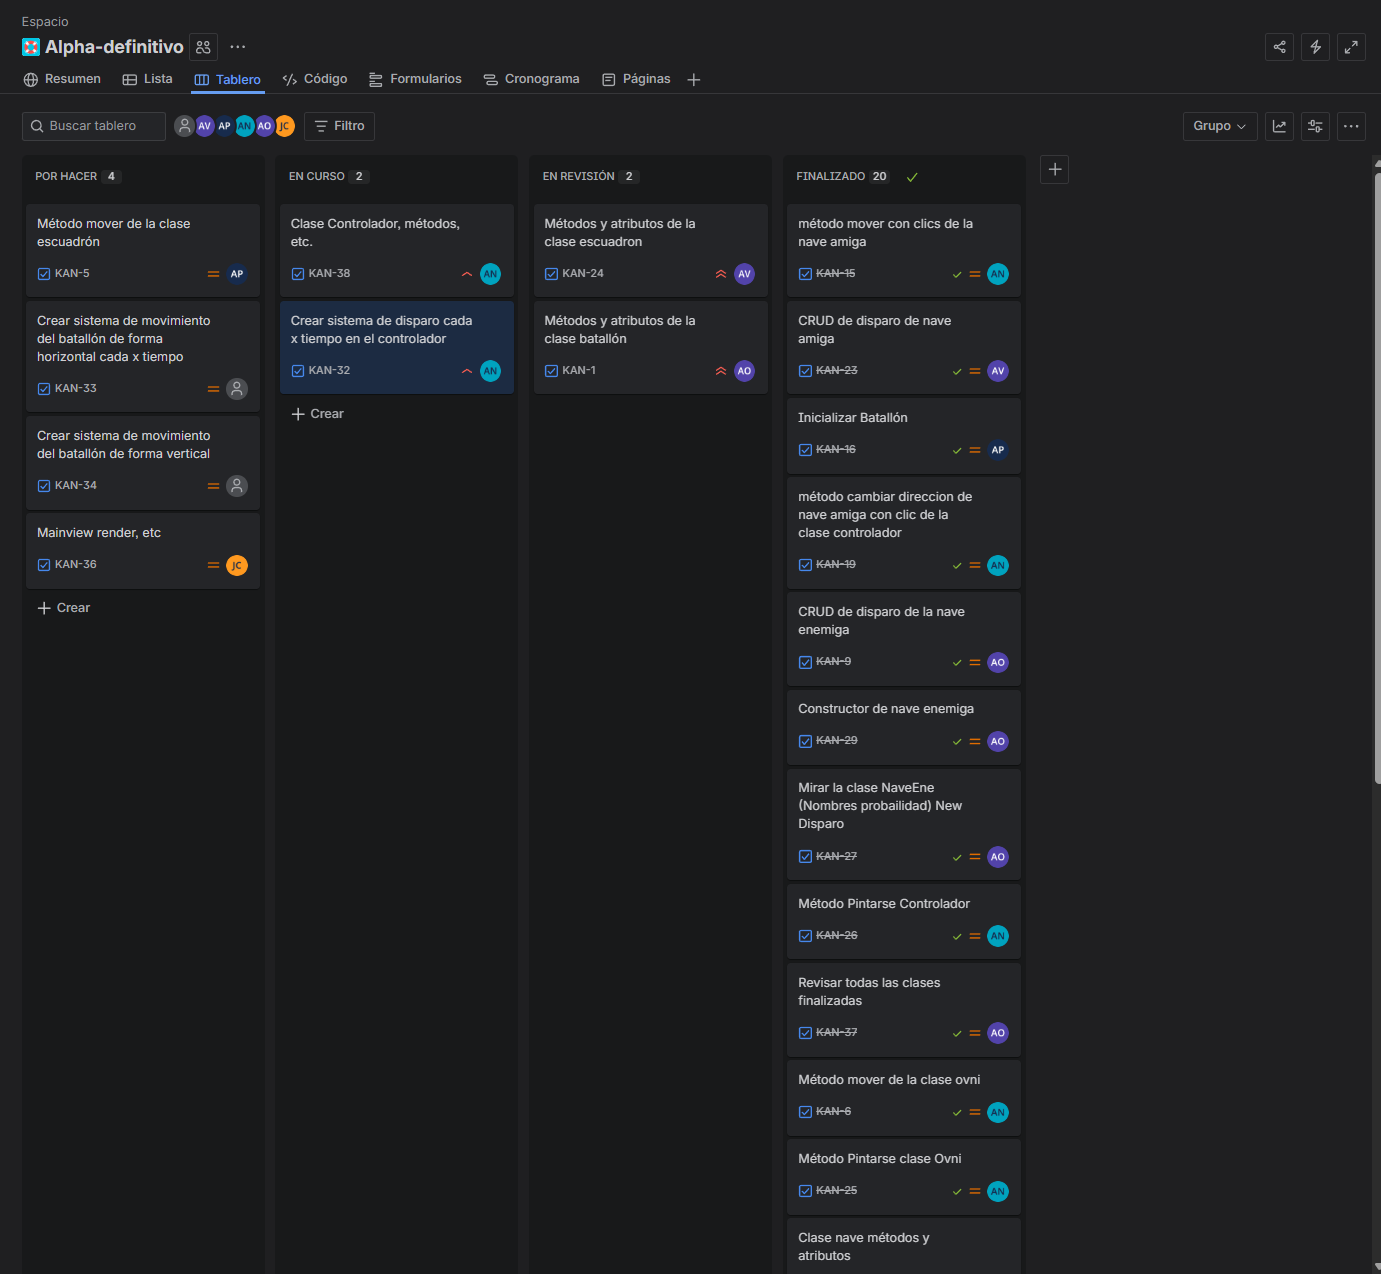 Espacio
Alpha-definitivo
Resumen
Lista
Tablero
Código
Formularios
Cronograma
Páginas
Buscar tablero
AV
AP
AN
AO
JC
Filtro
Grupo
POR HACER 4
Método mover de la clase
escuadrón
KAN-5
AP
Crear sistema de movimiento
del batallón de forma
horizontal cada x tiempo
KAN-33
Crear sistema de movimiento
del batallón de forma vertical
KAN-34
Mainview render, etc
KAN-36
JC
Crear
EN CURSO 2
Clase Controlador, métodos,
etc.
KAN-38
AN
Crear sistema de disparo cada
x tiempo en el controlador
KAN-32
AN
Crear
EN REVISIÓN 2
Métodos y atributos de la
clase escuadron
KAN-24
AV
Métodos y atributos de la
clase batallón
KAN-1
AO
FINALIZADO 20
método mover con clics de la
nave amiga
KAN-15
AN
CRUD de disparo de nave
amiga
KAN-23
AV
Inicializar Batallón
KAN-16
AP
método cambiar direccion de
nave amiga con clic de la
clase controlador
KAN-19
AN
CRUD de disparo de la nave
enemiga
KAN-9
AO
Constructor de nave enemiga
KAN-29
AO
Mirar la clase NaveEne
(Nombres probailidad) New
Disparo
KAN-27
AO
Método Pintarse Controlador
KAN-26
AN
Revisar todas las clases
finalizadas
KAN-37
AO
Método mover de la clase ovni
KAN-6
AN
Método Pintarse clase Ovni
KAN-25
AN
Clase nave métodos y
atributos